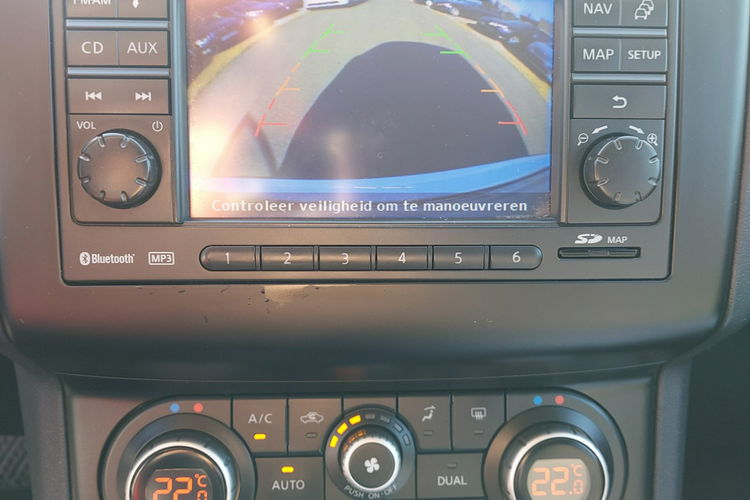 FM/AM
NAV
CD AUX
MAP SETUP
VOL
Controleer veiligheid om te manoeuvreren
Bluetooth MP3
1 2 3 4 5 6
SD MAP
A/C
AUTO
DUAL
PUSH ON·OFF
22°C
22°C